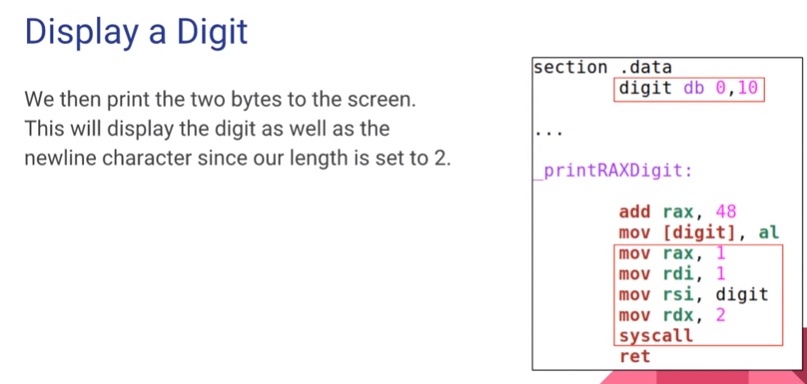 Display a Digit
We then print the two bytes to the screen.
This will display the digit as well as the
newline character since our length is set to 2.
section .data
digit db 0,10
...
_printRAXDigit:
add rax, 48
mov [digit], al
mov rax, 1
mov rdi, 1
mov rsi, digit
mov rdx, 2
syscall
ret